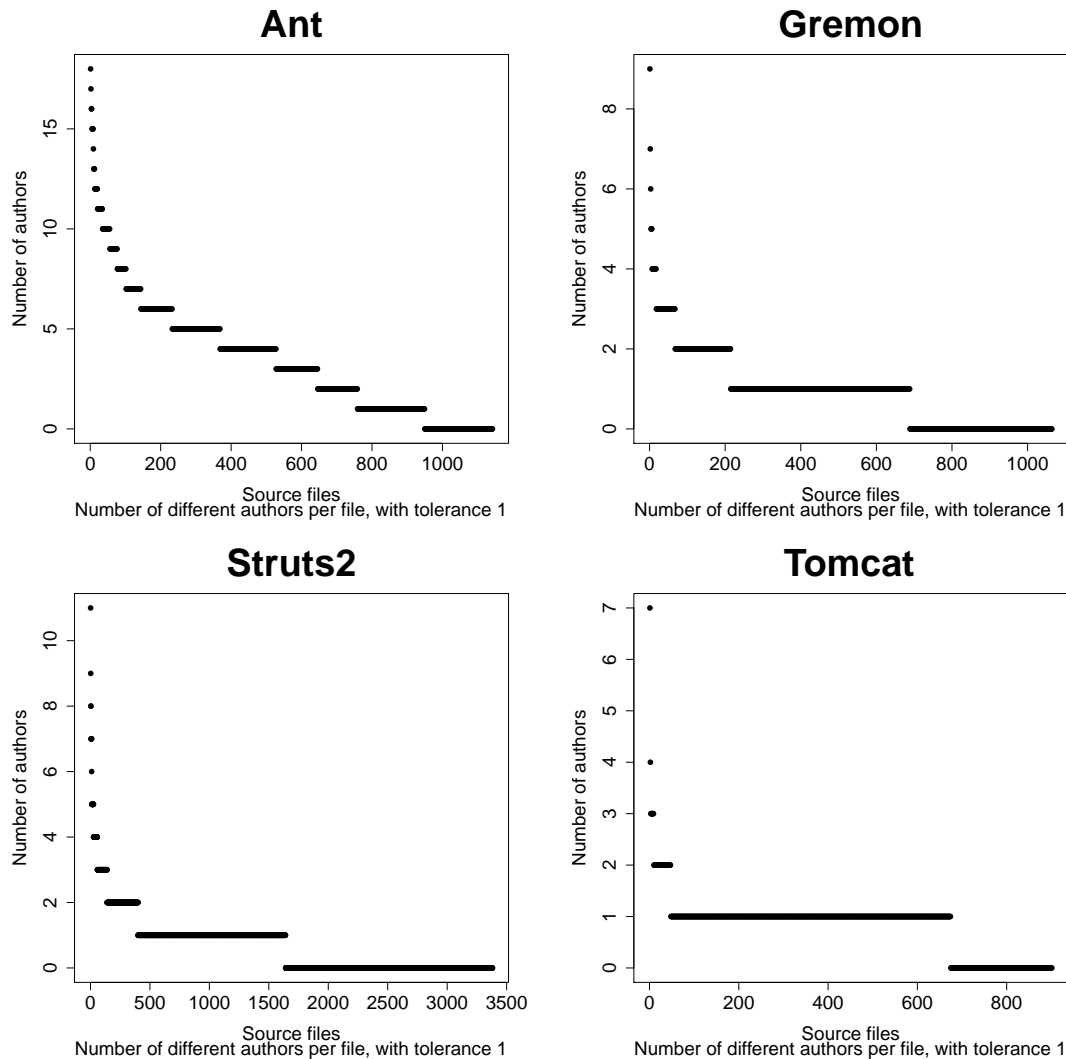 Ant
Number of authors
15
10
5
0
0 200 400 600 800 1000
Source files
Number of different authors per file, with tolerance 1
Gremon
Number of authors
8
6
4
2
0
0 200 400 600 800 1000
Source files
Number of different authors per file, with tolerance 1
Struts2
Number of authors
10
8
6
4
2
0
0 500 1000 1500 2000 2500 3000 3500
Source files
Number of different authors per file, with tolerance 1
Tomcat
Number of authors
7
6
5
4
3
2
1
0
0 200 400 600 800
Source files
Number of different authors per file, with tolerance 1